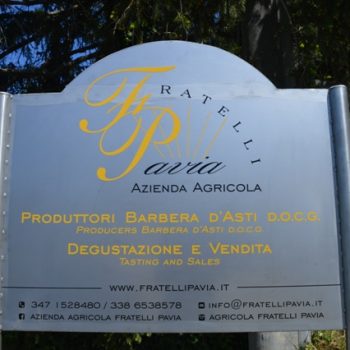 FRATELLI
Pavia
AZIENDA AGRICOLA
PRODUTTORI BARBERA D'ASTI D.O.C.G.
PRODUCERS BARBERA D'ASTI D.O.C.G.
DEGUSTAZIONE E VENDITA
TASTING AND SALES
WWW.FRATELLIPAVIA.IT
347 1528480 / 338 6538578 INFO@FRATELLIPAVIA.IT
AZIENDA AGRICOLA FRATELLI PAVIA AGRICOLA FRATELLI PAVIA